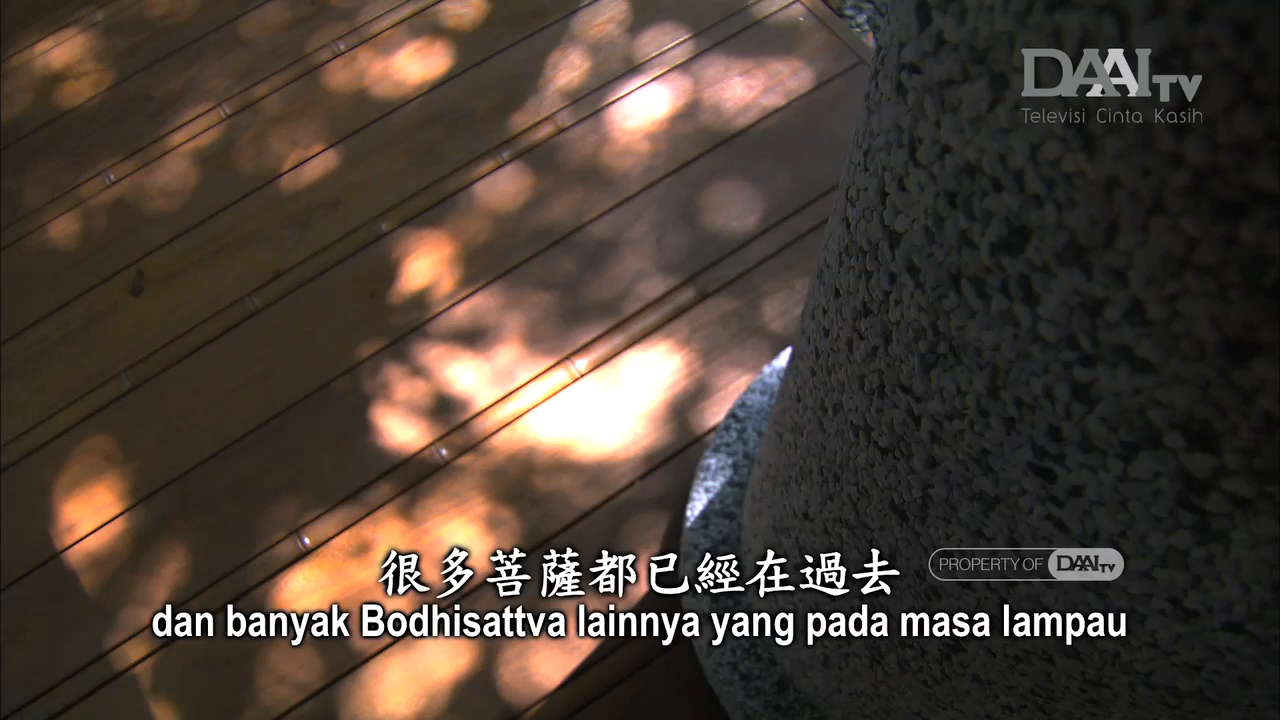 DAAI TV
Televisi Cinta Kasih
PROPERTY OF DAAI TV
很多菩薩都已經在過去
dan banyak Bodhisattva lainnya yang pada masa lampau